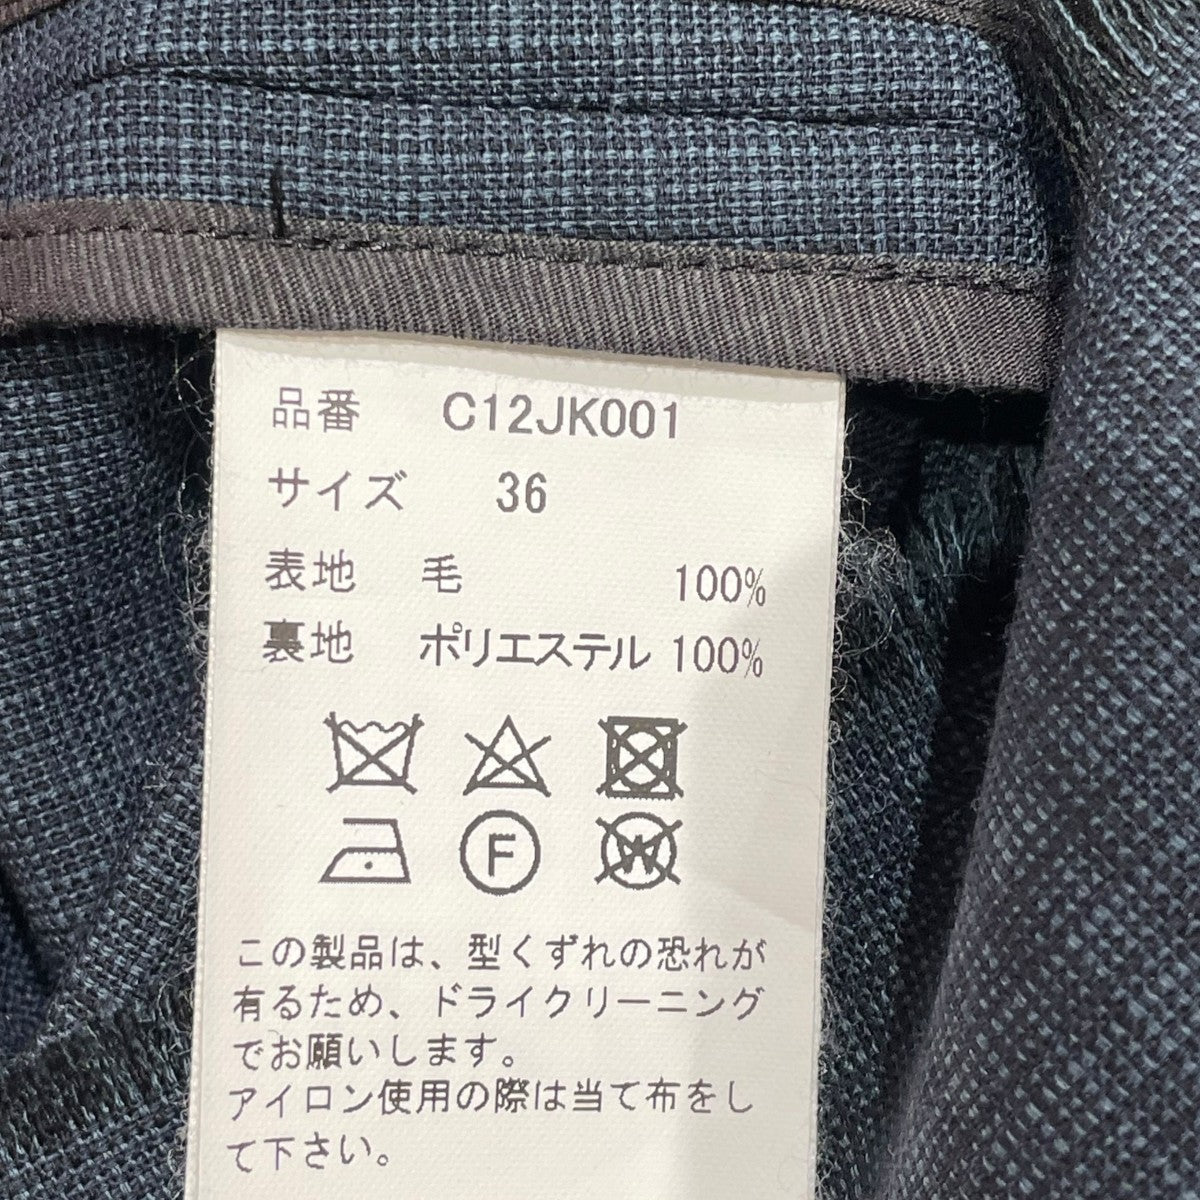 品番 C12JK001
サイズ 36
表地 毛 100%
裏地 ポリエステル 100%
F W
この製品は、型くずれの恐れが
有るため、ドライクリーニング
でお願いします。
アイロン使用の際は当て布をし
て下さい。